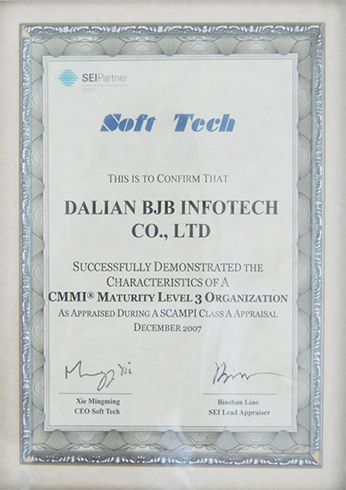 SEI Partner
Soft Tech
THIS IS TO CONFIRM THAT
DALIAN BJB INFOTECH
CO., LTD
SUCCESSFULLY DEMONSTRATED THE
CHARACTERISTICS OF A
CMMI® MATURITY LEVEL 3 ORGANIZATION
AS APPRAISED DURING A SCAMPI CLASS A APPRAISAL
DECEMBER 2007
Xie Mingming
CEO Soft Tech
Binshan Liao
SEI Lead Appraiser